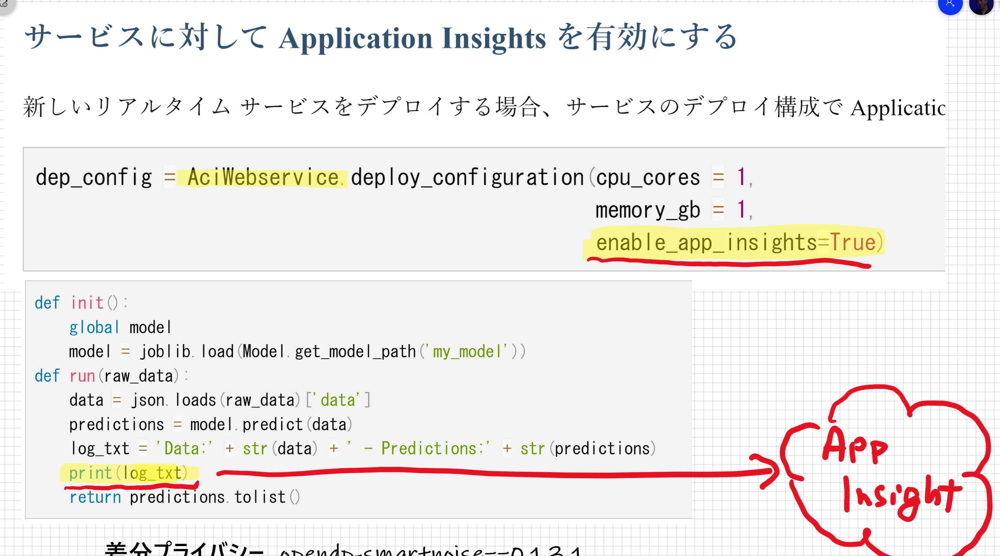 サービスに対して Application Insights を有効にする
新しいリアルタイム サービスをデプロイする場合、サービスのデプロイ構成で Applicatio
dep_config = AciWebservice.deploy_configuration(cpu_cores = 1,
memory_gb = 1,
enable_app_insights=True)
def init():
global model
model = joblib.load(Model.get_model_path('my_model'))
def run(raw_data):
data = json.loads(raw_data)['data']
predictions = model.predict(data)
log_txt = 'Data:' + str(data) + ' - Predictions:' + str(predictions)
print(log_txt)
return predictions.tolist()
App
Insight
差分プライバシー opendp-smartnoise==0.1.3.1